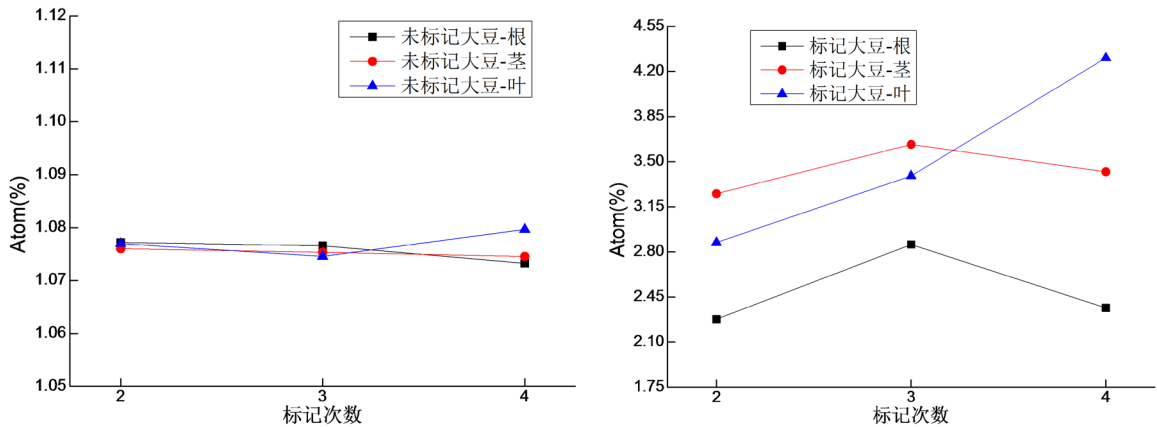 1.12
1.11
1.10
1.09
1.08
1.07
1.06
1.05
Atom(%)
未标记大豆-根
未标记大豆-茎
未标记大豆-叶
2
3
4
标记次数
4.55
4.20
3.85
3.50
3.15
2.80
2.45
2.10
1.75
Atom(%)
标记大豆-根
标记大豆-茎
标记大豆-叶
2
3
4
标记次数